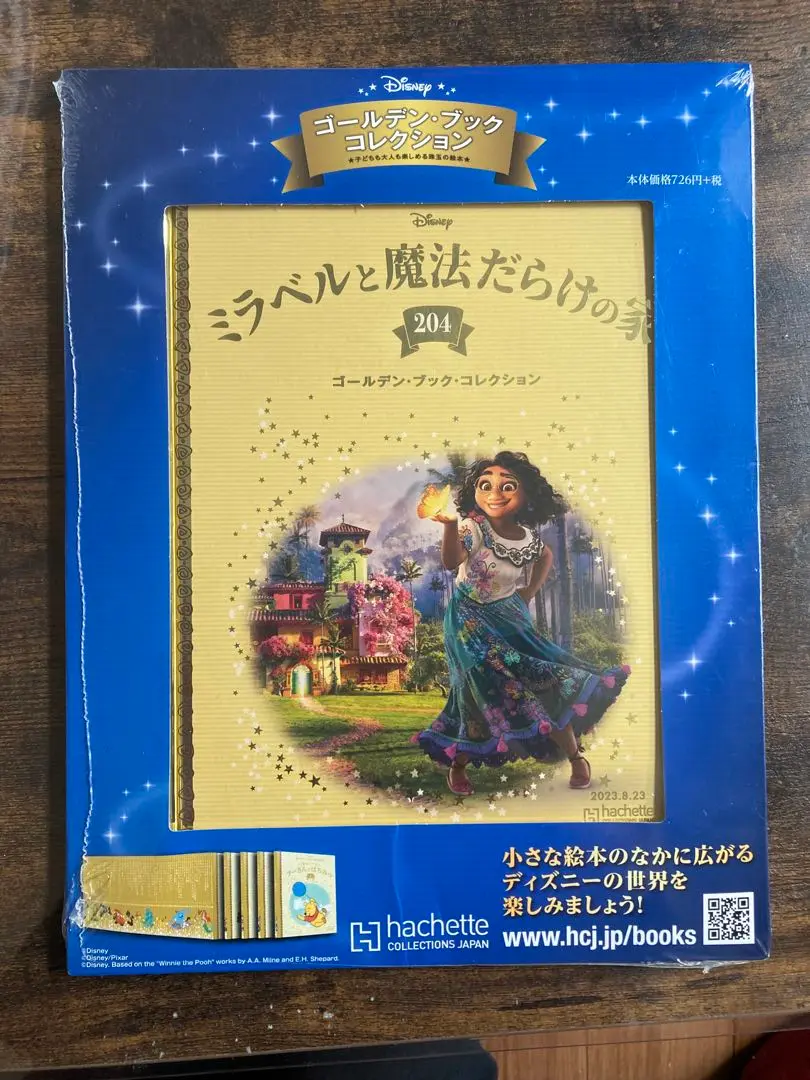 Disney
ゴールデン・ブック
コレクション
★子どもも大人も楽しめる珠玉の絵本★
本体価格726円+税
Disney
ミラベルと魔法だらけの家
204
ゴールデン・ブック・コレクション
2023.8.23
hachette
COLLECTIONS JAPAN
小さな絵本のなかに広がる
ディズニーの世界を
楽しみましょう!
hachette
COLLECTIONS JAPAN
www.hcj.jp/books
©Disney
©Disney/Pixar
©Disney. Based on the "Winnie the Pooh" works by A.A. Milne and E.H. Shepard.